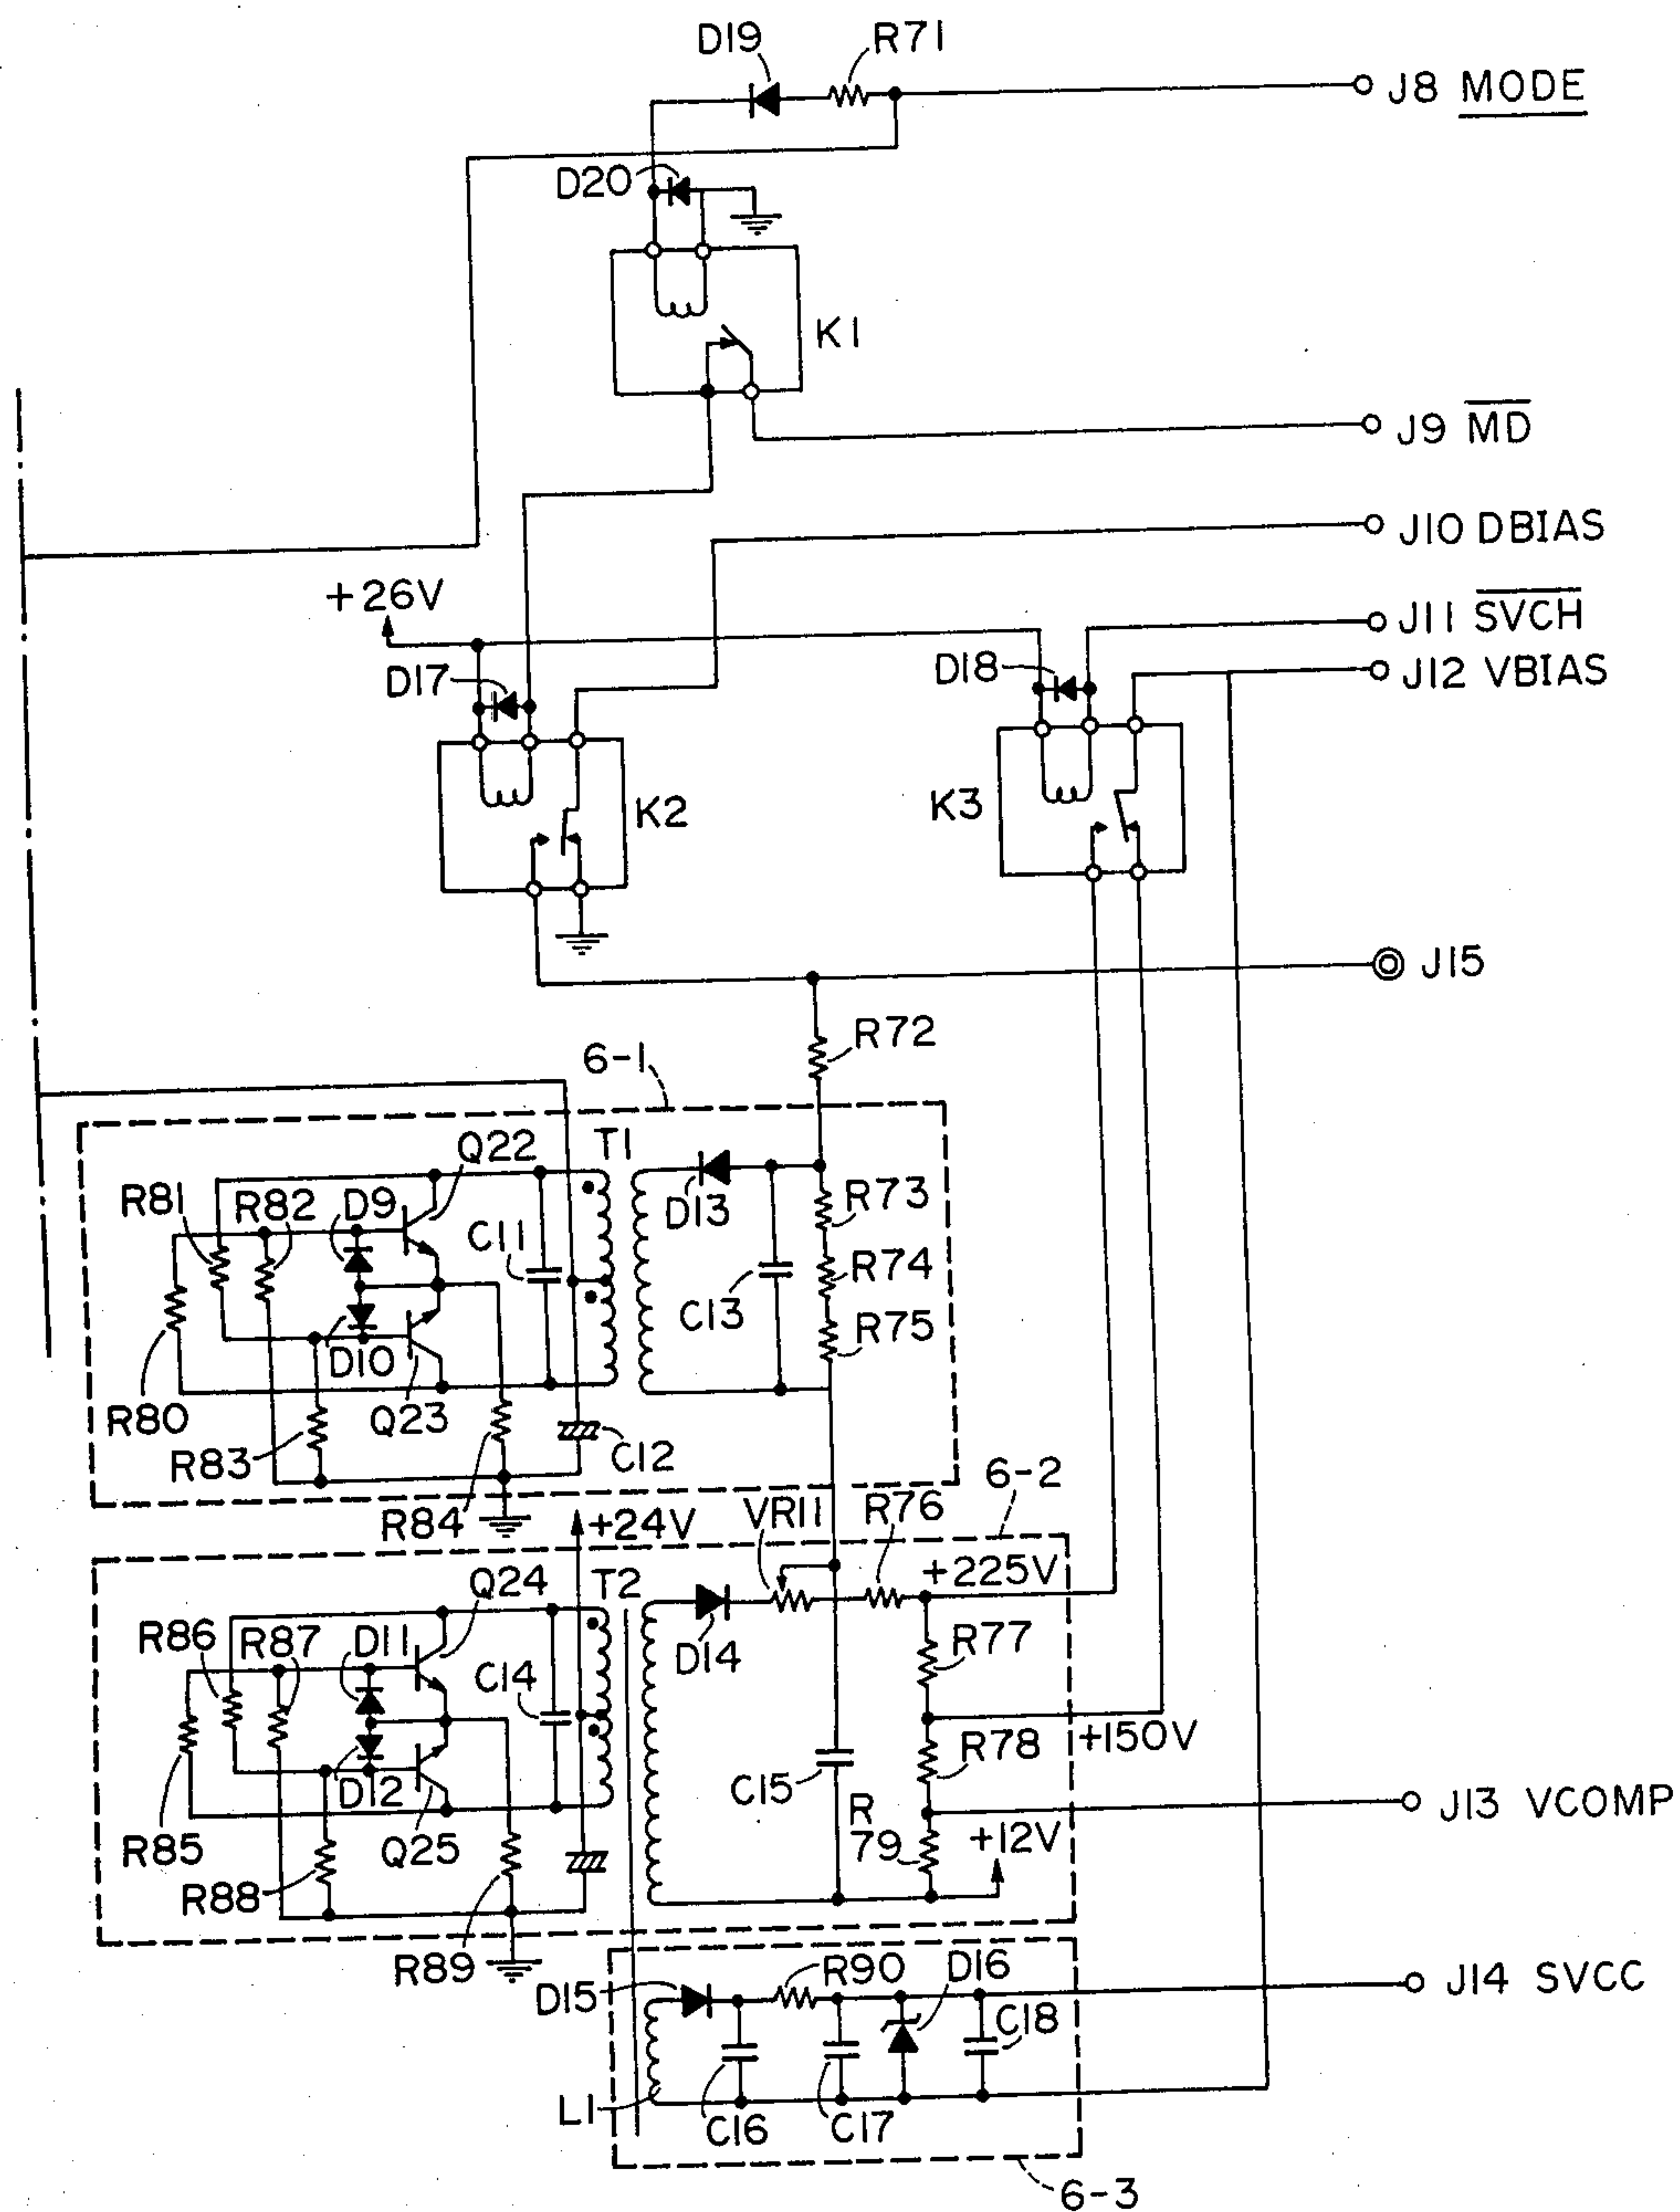 D19 R71
J8 MODE
D20
K1
J9 MD
J10 DBIAS
+26V
J11 SVCH
D17
D18
J12 VBIAS
K2
K3
J15
R72
6-1
T1
Q22
R81
R82
D9
C11
D13
R73
R74
C13
R75
D10
R80
Q23
R83
C12
R84
6-2
VR11
R76
+24V
+225V
Q24
T2
R86
R87
D11
D14
R77
C14
+150V
R78
D12
C15
R
79
J13 VCOMP
+12V
R85
Q25
R88
R89
R90
D16
D15
J14 SVCC
C18
L1
C16
C17
6-3